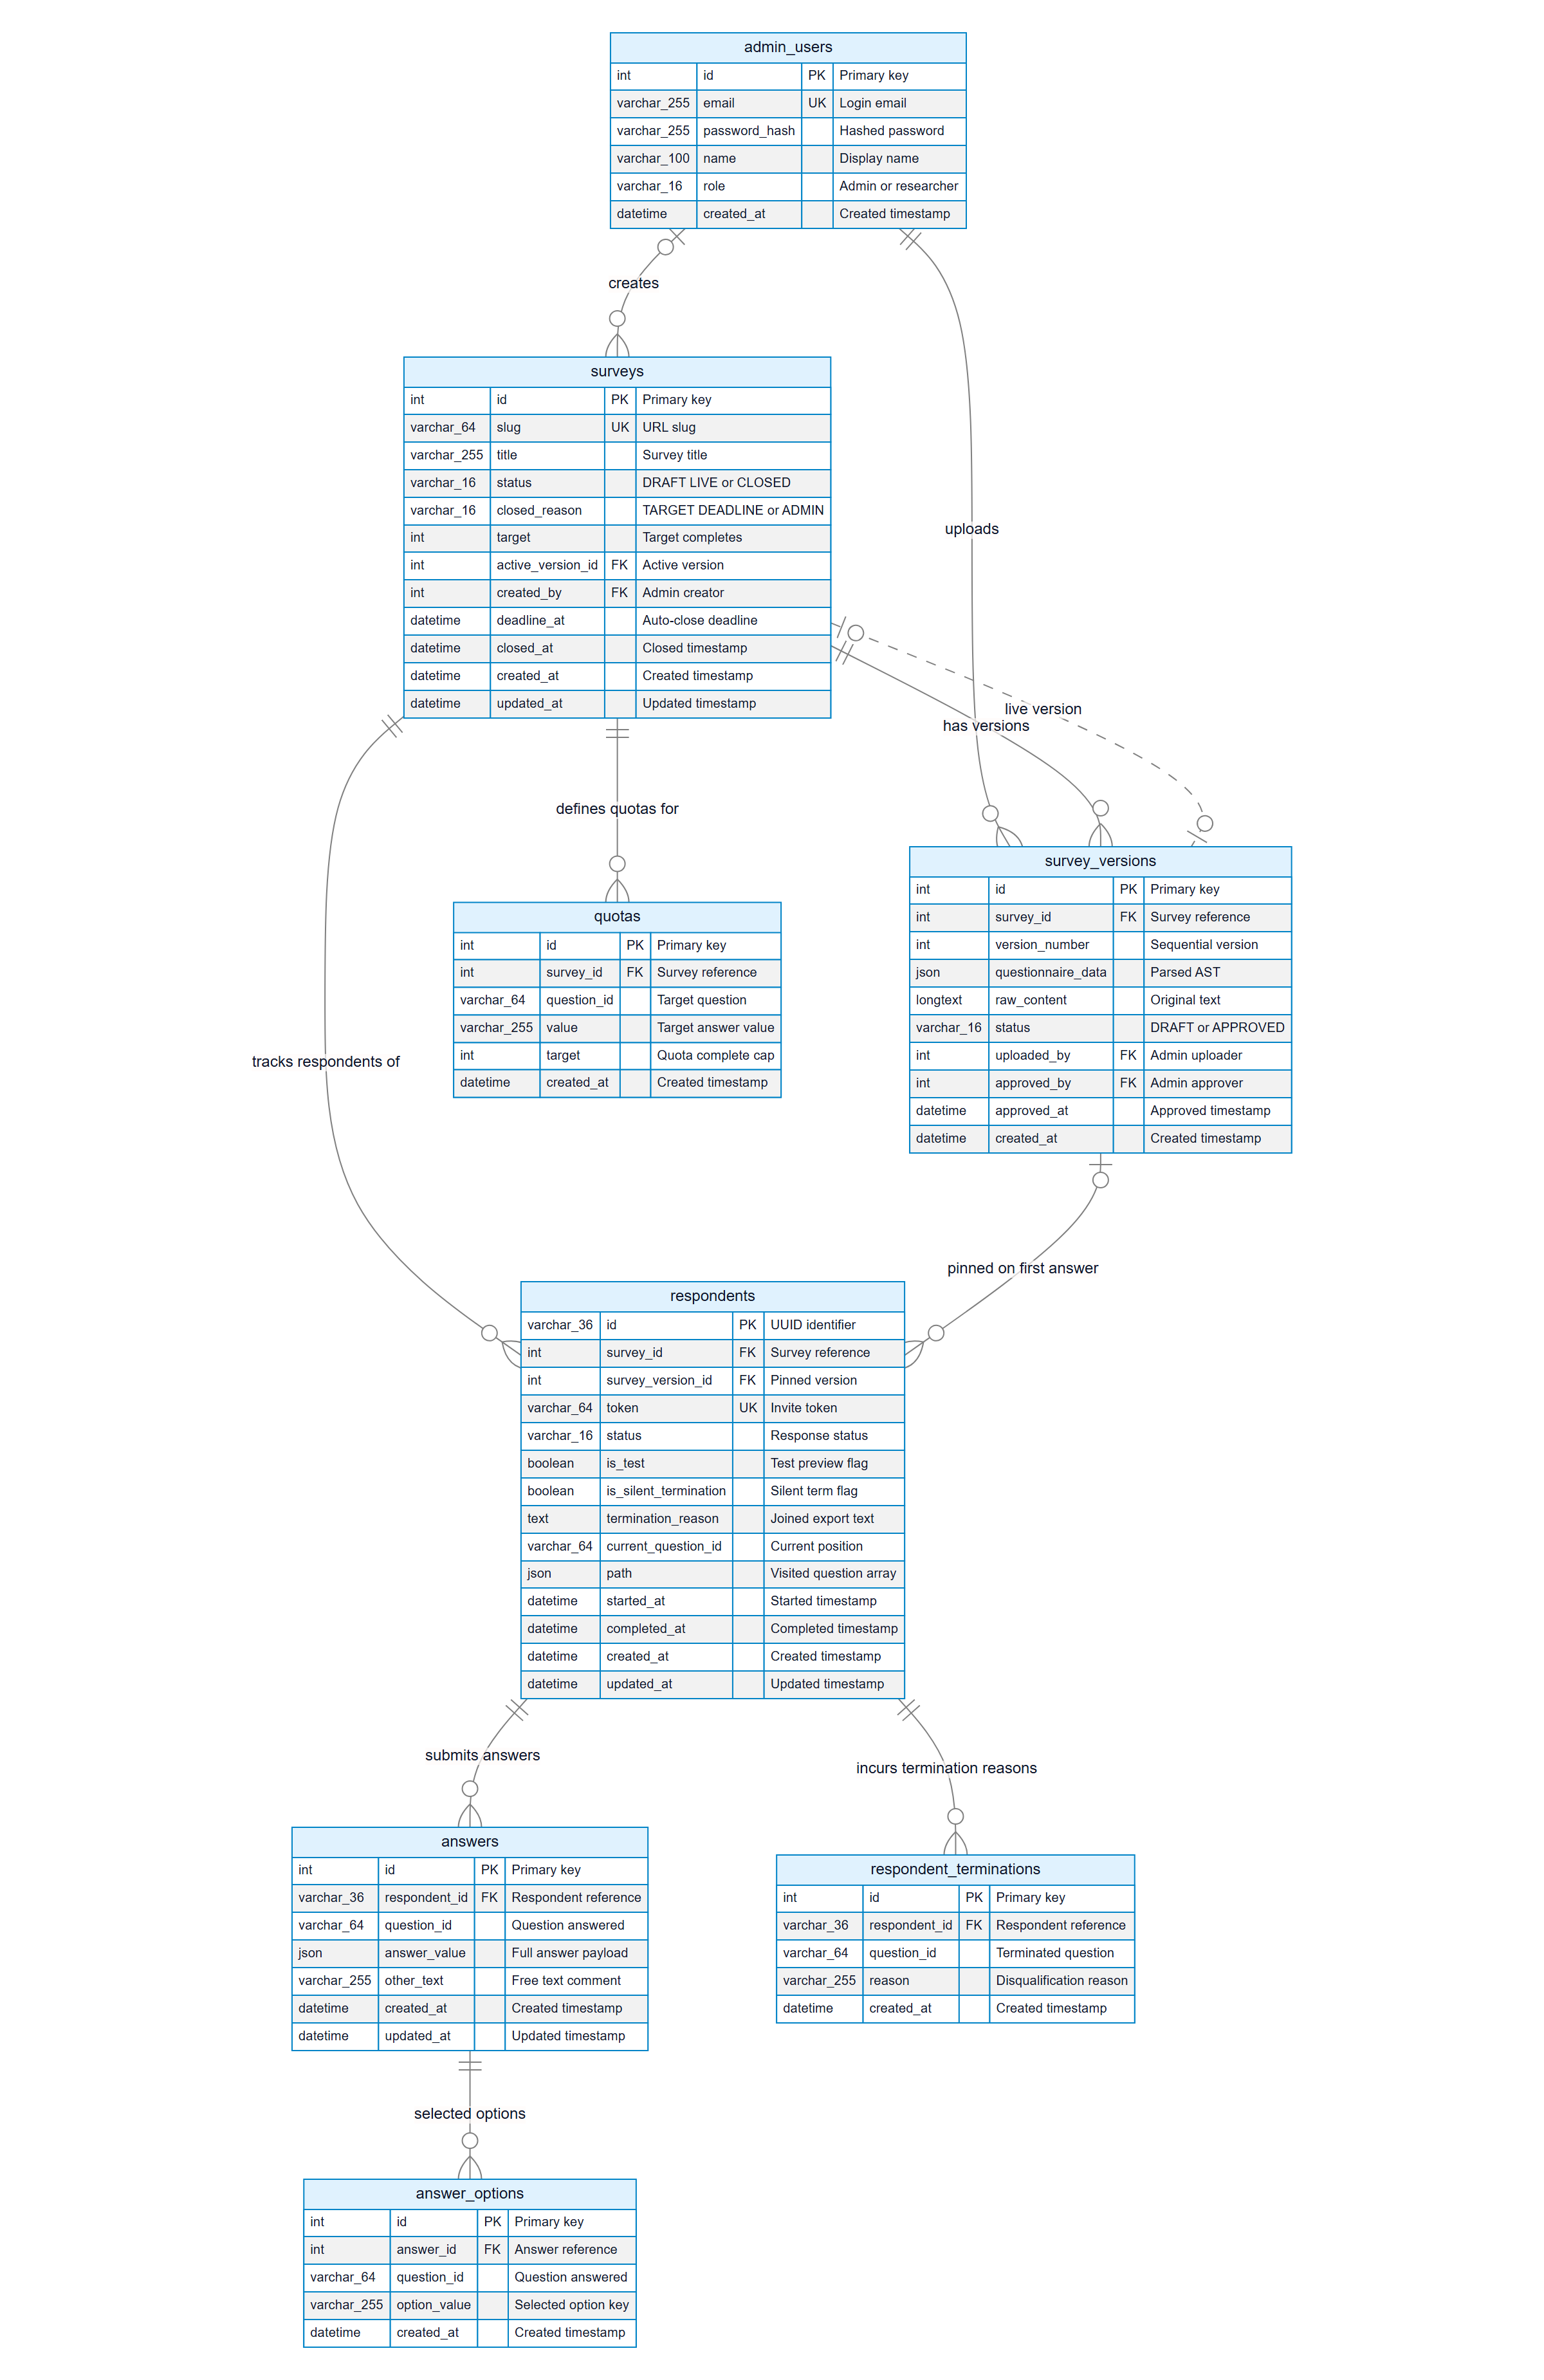 admin_users
int id PK Primary key
varchar_255 email UK Login email
varchar_255 password_hash Hashed password
varchar_100 name Display name
varchar_16 role Admin or researcher
datetime created_at Created timestamp
creates
surveys
int id PK Primary key
varchar_64 slug UK URL slug
varchar_255 title Survey title
varchar_16 status DRAFT LIVE or CLOSED
varchar_16 closed_reason TARGET DEADLINE or ADMIN
int target Target completes
int active_version_id FK Active version
int created_by FK Admin creator
datetime deadline_at Auto-close deadline
datetime closed_at Closed timestamp
datetime created_at Created timestamp
datetime updated_at Updated timestamp
uploads
live version
has versions
defines quotas for
survey_versions
int id PK Primary key
int survey_id FK Survey reference
int version_number Sequential version
json questionnaire_data Parsed AST
longtext raw_content Original text
varchar_16 status DRAFT or APPROVED
int uploaded_by FK Admin uploader
int approved_by FK Admin approver
datetime approved_at Approved timestamp
datetime created_at Created timestamp
quotas
int id PK Primary key
int survey_id FK Survey reference
varchar_64 question_id Target question
varchar_255 value Target answer value
int target Quota complete cap
datetime created_at Created timestamp
tracks respondents of
pinned on first answer
respondents
varchar_36 id PK UUID identifier
int survey_id FK Survey reference
int survey_version_id FK Pinned version
varchar_64 token UK Invite token
varchar_16 status Response status
boolean is_test Test preview flag
boolean is_silent_termination Silent term flag
text termination_reason Joined export text
varchar_64 current_question_id Current position
json path Visited question array
datetime started_at Started timestamp
datetime completed_at Completed timestamp
datetime created_at Created timestamp
datetime updated_at Updated timestamp
submits answers
incurs termination reasons
answers
int id PK Primary key
varchar_36 respondent_id FK Respondent reference
varchar_64 question_id Question answered
json answer_value Full answer payload
varchar_255 other_text Free text comment
datetime created_at Created timestamp
datetime updated_at Updated timestamp
respondent_terminations
int id PK Primary key
varchar_36 respondent_id FK Respondent reference
varchar_64 question_id Terminated question
varchar_255 reason Disqualification reason
datetime created_at Created timestamp
selected options
answer_options
int id PK Primary key
int answer_id FK Answer reference
varchar_64 question_id Question answered
varchar_255 option_value Selected option key
datetime created_at Created timestamp